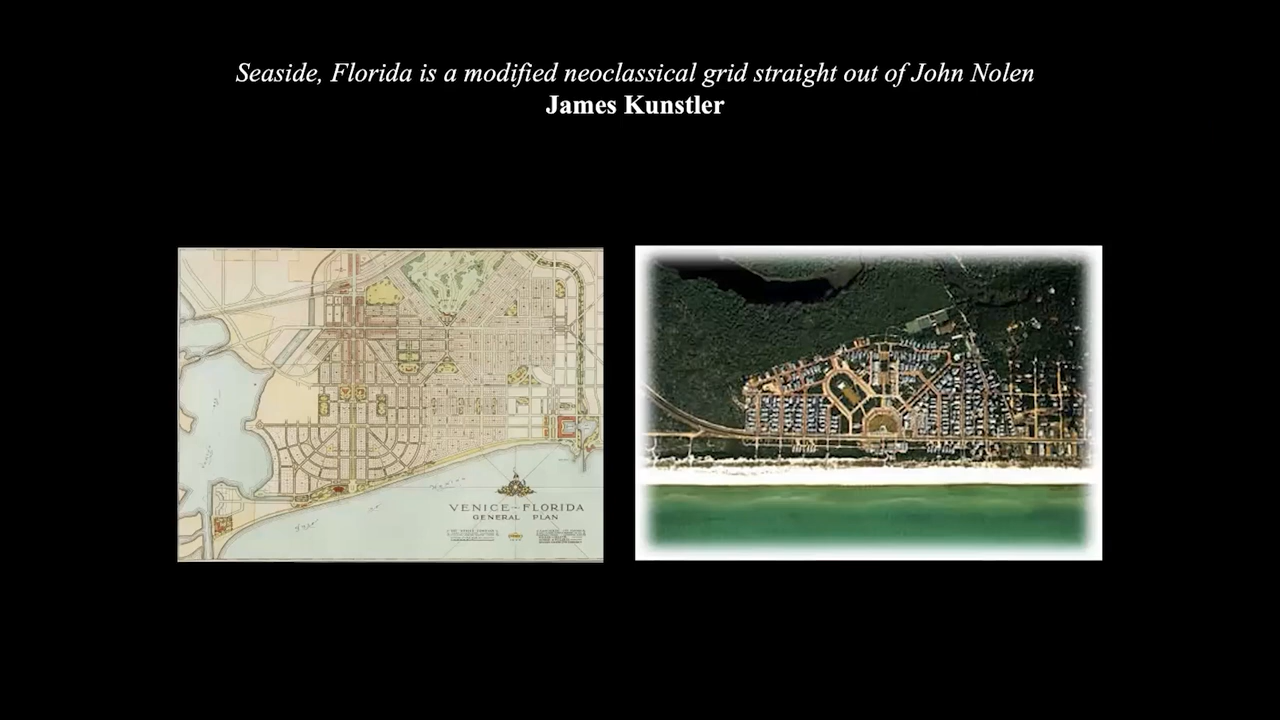 Seaside, Florida is a modified neoclassical grid straight out of John Nolen
James Kunstler
VENICE - FLORIDA
GENERAL PLAN